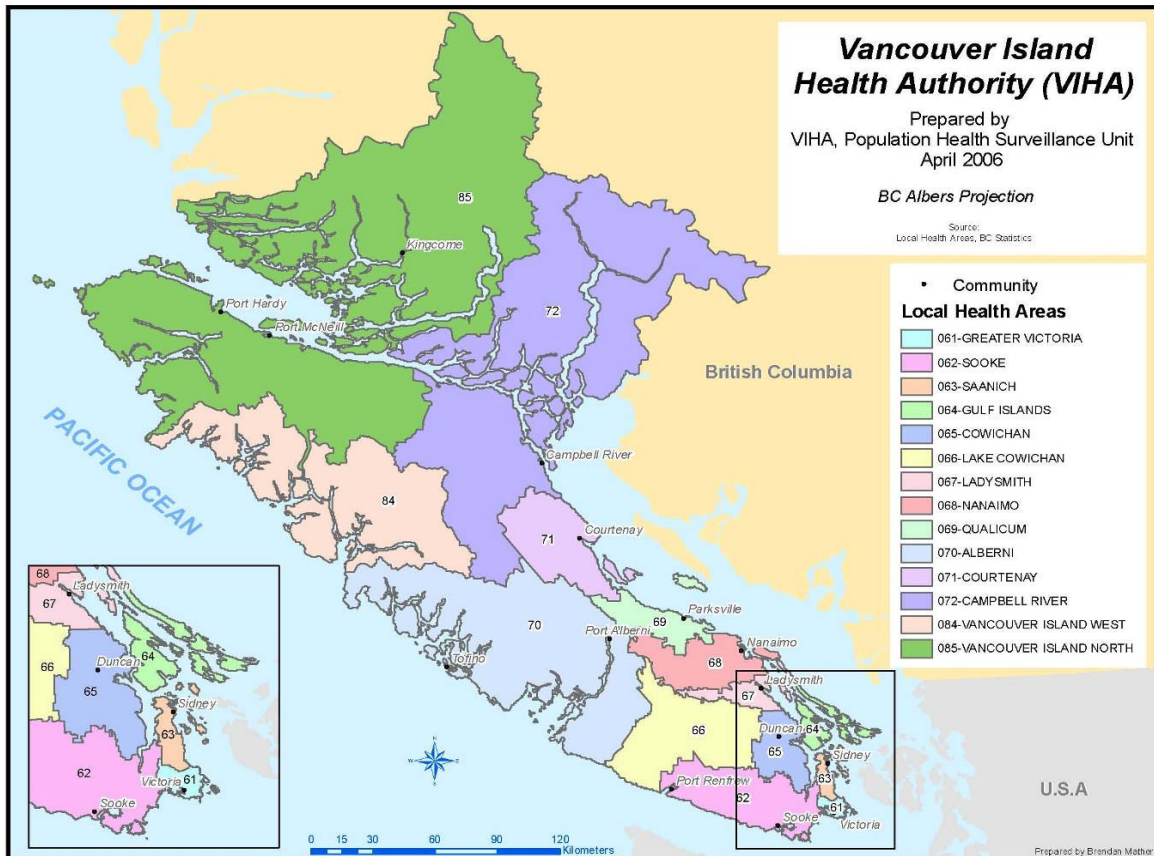 Vancouver Island
Health Authority (VIHA)
Prepared by
VIHA, Population Health Surveillance Unit
April 2006
BC Albers Projection
Source:
Local Health Areas, BC Statistics
• Community
Local Health Areas
061-GREATER VICTORIA
062-SOOKE
063-SAANICH
064-GULF ISLANDS
065-COWICHAN
066-LAKE COWICHAN
067-LADYSMITH
068-NANAIMO
069-QUALICUM
070-ALBERNI
071-COURTENAY
072-CAMPBELL RIVER
084-VANCOUVER ISLAND WEST
085-VANCOUVER ISLAND NORTH
85
Kingcome
Port Hardy
Port McNeill
72
British Columbia
PACIFIC OCEAN
Campbell River
84
71
Courtenay
70
Port Alberni
69
Parksville
Tofino
68
Nanaimo
67
Ladysmith
66
Duncan
65
64
Sidney
63
Port Renfrew
62
Sooke
61
Victoria
U.S.A
68
Ladysmith
67
66
Duncan
65
64
Sidney
63
62
Victoria
61
Sooke
N
W
E
S
0 15 30 60 90 120
Kilometers
Prepared by Brendan Mather